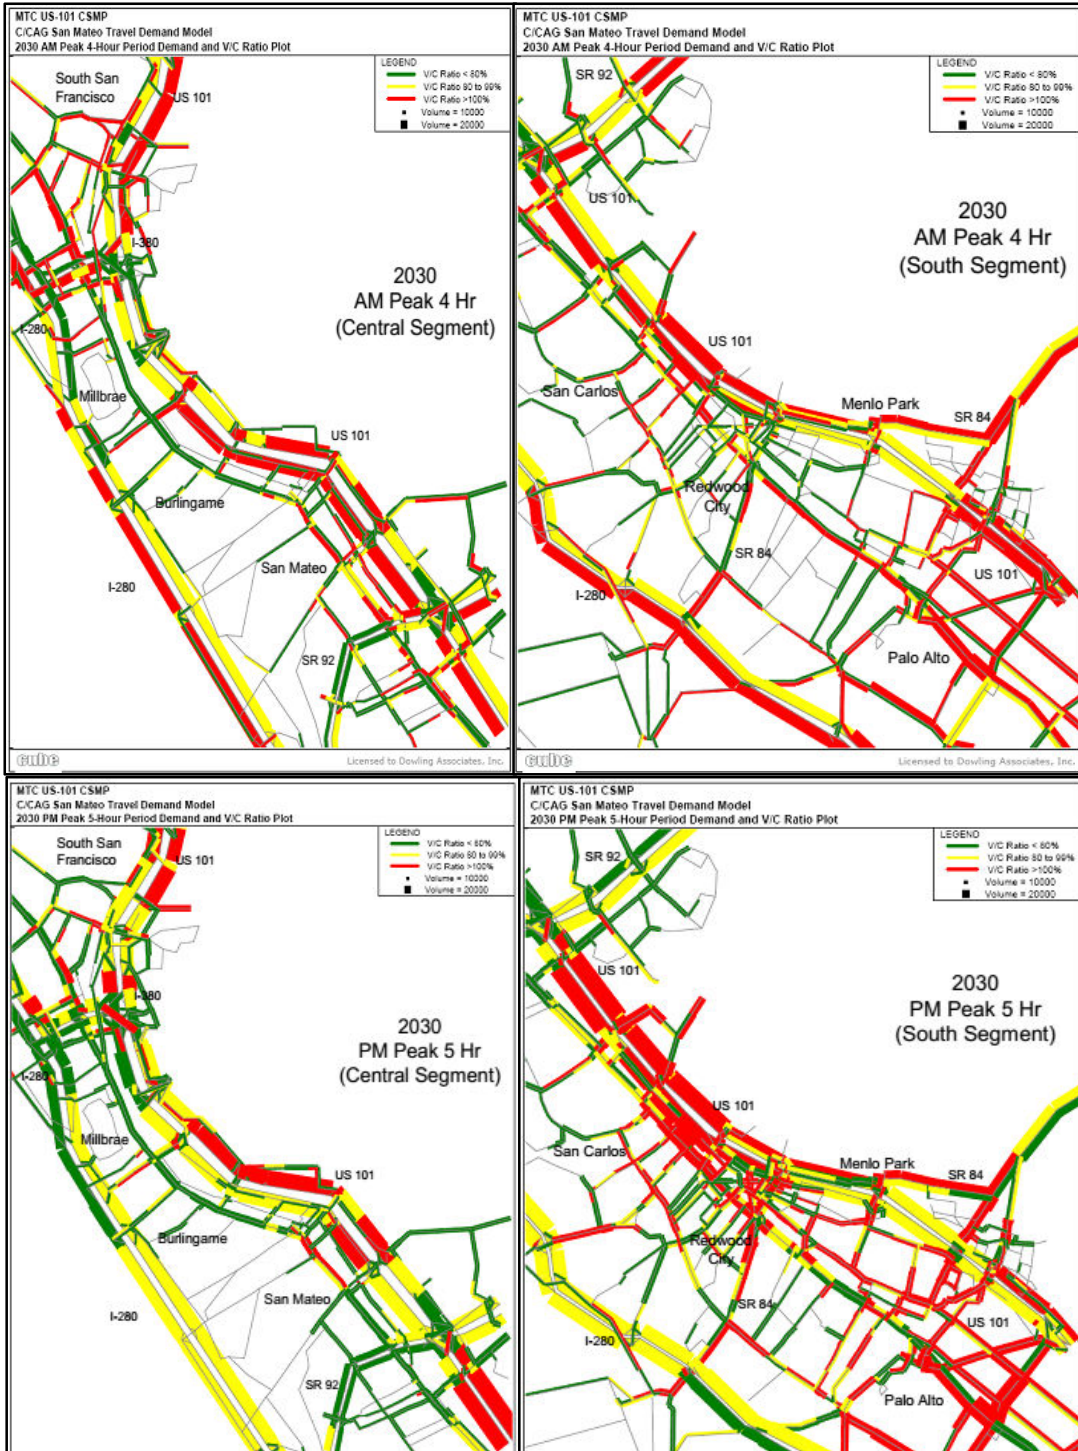 MTC US-101 CSMP
C/CAG San Mateo Travel Demand Model
2030 AM Peak 4-Hour Period Demand and V/C Ratio Plot
LEGEND
V/C Ratio < 80%
V/C Ratio 80 to 99%
V/C Ratio >100%
Volume = 10000
Volume = 20000
South San
Francisco
US 101
I-380
2030
AM Peak 4 Hr
(Central Segment)
I-280
Millbrae
US 101
Burlingame
San Mateo
I-280
SR 92
cube
Licensed to Dowling Associates, Inc.
MTC US-101 CSMP
C/CAG San Mateo Travel Demand Model
2030 AM Peak 4-Hour Period Demand and V/C Ratio Plot
LEGEND
V/C Ratio < 80%
V/C Ratio 80 to 99%
V/C Ratio >100%
Volume = 10000
Volume = 20000
SR 92
US 101
2030
AM Peak 4 Hr
(South Segment)
US 101
San Carlos
Menlo Park
SR 84
Redwood
City
SR 84
US 101
I-280
Palo Alto
cube
Licensed to Dowling Associates, Inc.
MTC US-101 CSMP
C/CAG San Mateo Travel Demand Model
2030 PM Peak 5-Hour Period Demand and V/C Ratio Plot
LEGEND
V/C Ratio < 80%
V/C Ratio 80 to 99%
V/C Ratio >100%
Volume = 10000
Volume = 20000
South San
Francisco
US 101
I-380
2030
PM Peak 5 Hr
(Central Segment)
I-280
Millbrae
US 101
Burlingame
San Mateo
I-280
SR 92
MTC US-101 CSMP
C/CAG San Mateo Travel Demand Model
2030 PM Peak 5-Hour Period Demand and V/C Ratio Plot
LEGEND
V/C Ratio < 80%
V/C Ratio 80 to 99%
V/C Ratio >100%
Volume = 10000
Volume = 20000
SR 92
US 101
2030
PM Peak 5 Hr
(South Segment)
US 101
San Carlos
Menlo Park
SR 84
Redwood
City
SR 84
US 101
I-280
Palo Alto